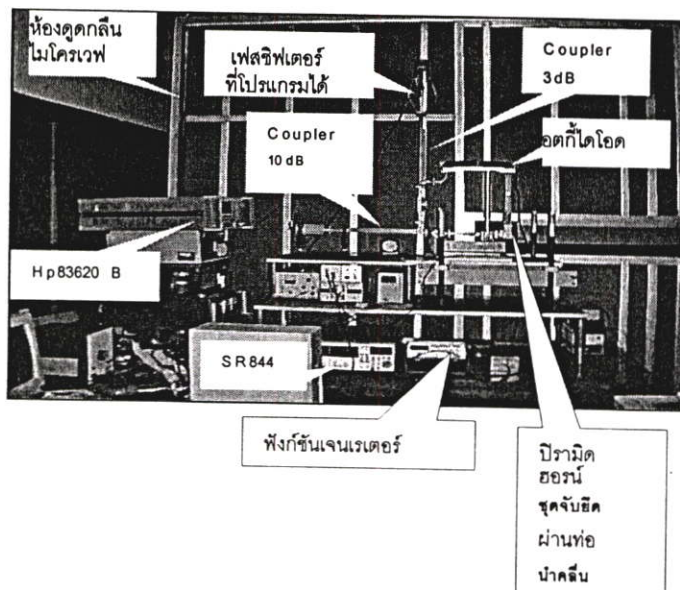 ห้องดูดกลืน
ไมโครเวฟ
เฟสชิฟเตอร์
ที่โปรแกรมได้
Coupler
3dB
Coupler
10dB
อตกี้ไดโอด
Hp83620 B
SR844
ฟังก์ชันเจนเรเตอร์
ปิรามิด
ฮอรน์
ชุดจับยึด
ผ่านท่อ
นำคลื่น